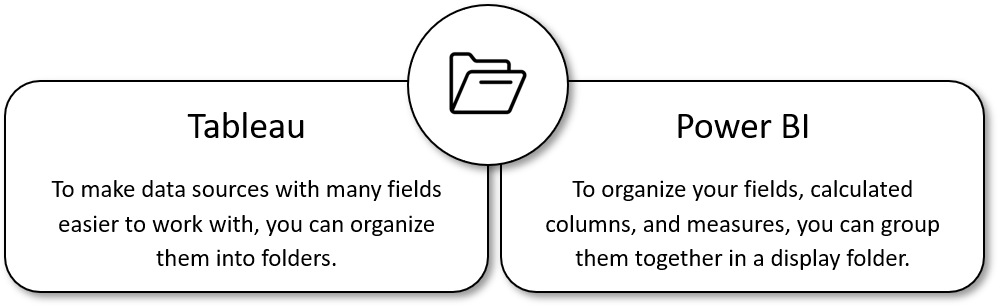 Tableau
To make data sources with many fields
easier to work with, you can organize
them into folders.
Power BI
To organize your fields, calculated
columns, and measures, you can group
them together in a display folder.